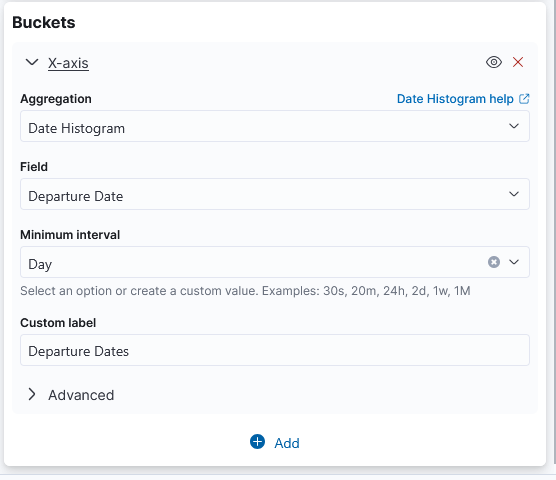 Buckets
X-axis
Aggregation
Date Histogram help
Date Histogram
Field
Departure Date
Minimum interval
Day
Select an option or create a custom value. Examples: 30s, 20m, 24h, 2d, 1w, 1M
Custom label
Departure Dates
Advanced
Add